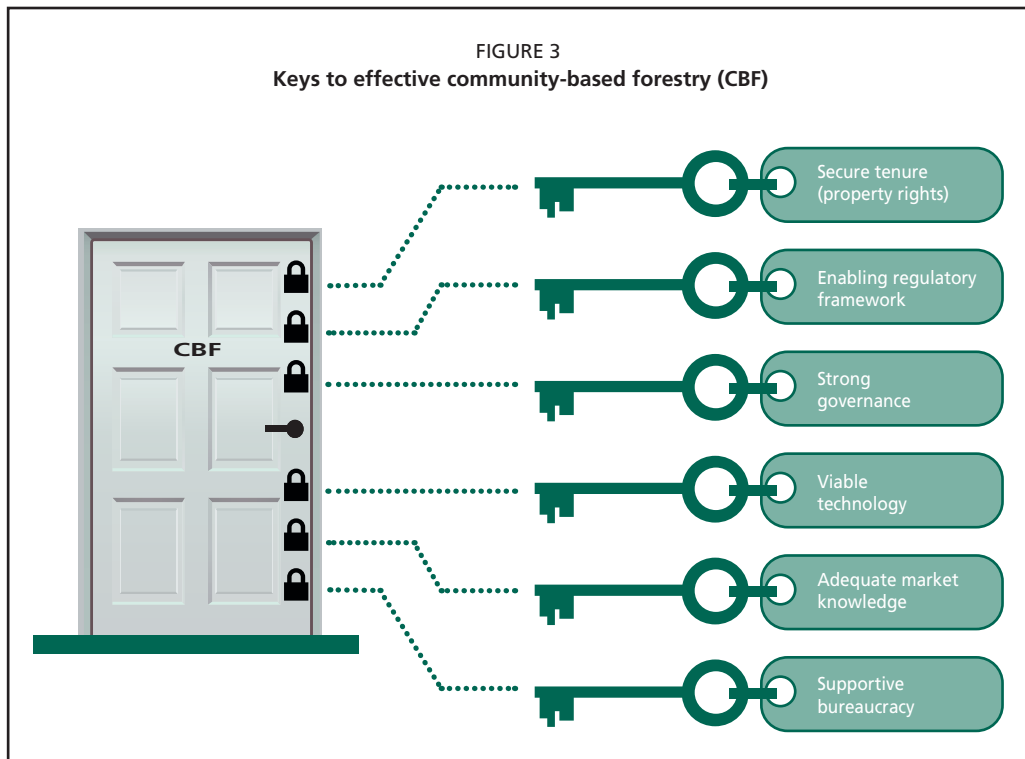 FIGURE 3
Keys to effective community-based forestry (CBF)
CBF
Secure tenure
(property rights)
Enabling regulatory
framework
Strong
governance
Viable
technology
Adequate market
knowledge
Supportive
bureaucracy